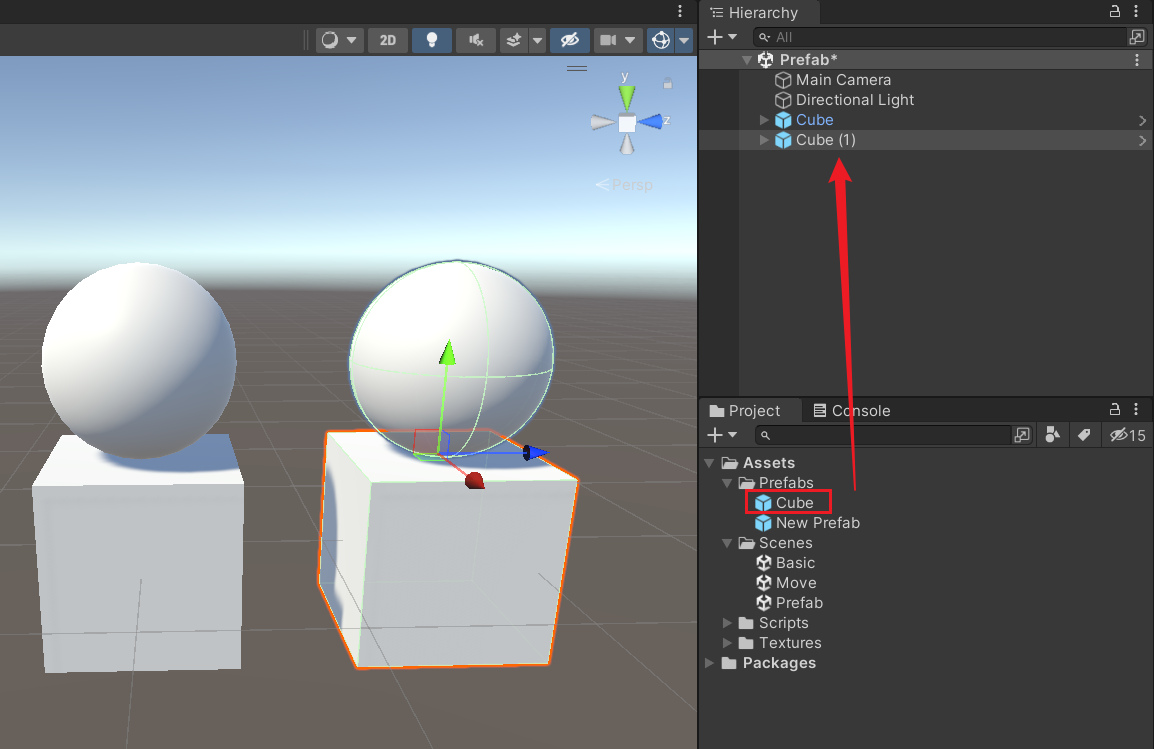 Hierarchy
2D
All
y
z
Persp
Prefab*
Main Camera
Directional Light
Cube
Cube (1)
Project
Console
15
Assets
Prefabs
Cube
New Prefab
Scenes
Basic
Move
Prefab
Scripts
Textures
Packages